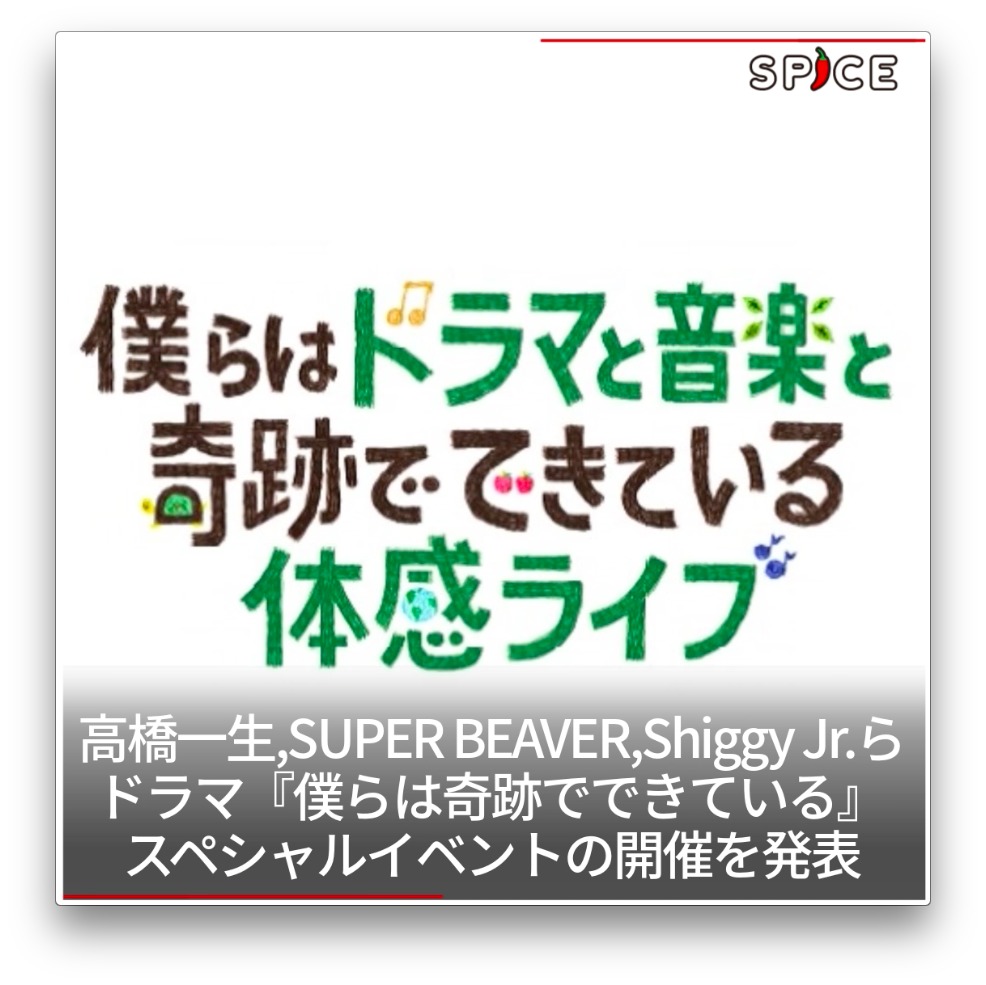 SPICE
僕らはドラマと音楽と
奇跡でできている
体感ライブ
高橋一生,SUPER BEAVER,Shiggy Jr.ら
ドラマ『僕らは奇跡でできている』
スペシャルイベントの開催を発表